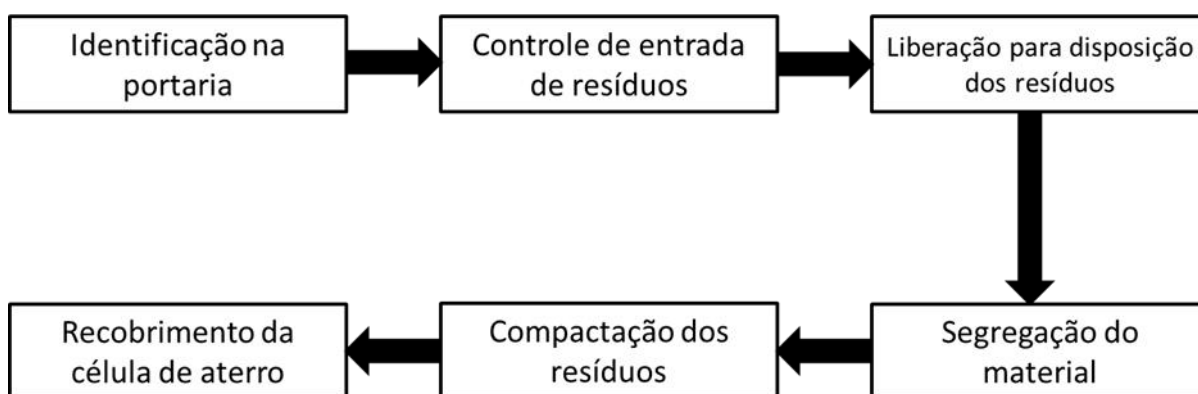 Identificação na
portaria
Controle de entrada
de resíduos
Liberação para disposição
dos resíduos
Segregação do
material
Compactação dos
resíduos
Recobrimento da
célula de aterro